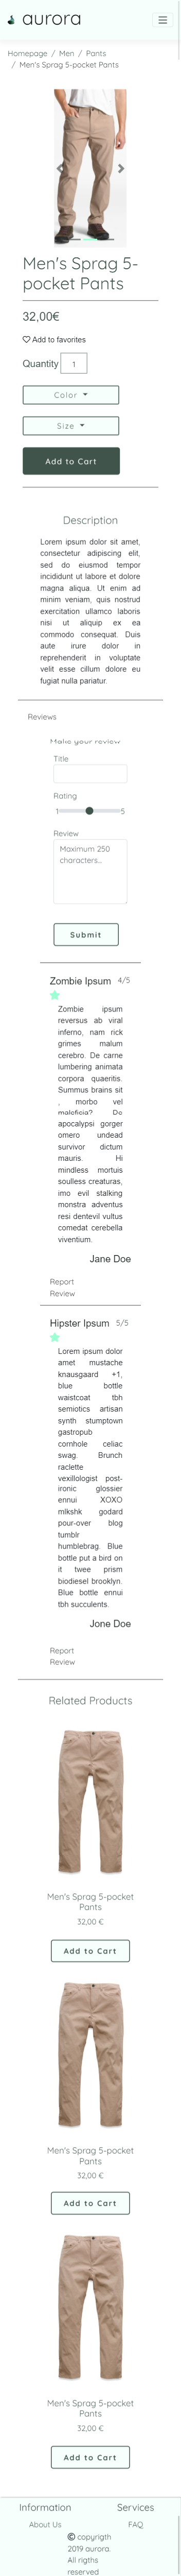 aurora
Homepage / Men / Pants
/ Men's Sprag 5-pocket Pants
Men's Sprag 5-
pocket Pants
32,00€
Add to favorites
Quantity 1
Color
Size
Add to Cart
Description
Lorem ipsum dolor sit amet,
consectetur adipiscing elit,
sed do eiusmod tempor
incididunt ut labore et dolore
magna aliqua. Ut enim ad
minim veniam, quis nostrud
exercitation ullamco laboris
nisi ut aliquip ex ea
commodo consequat. Duis
aute irure dolor in
reprehenderit in voluptate
velit esse cillum dolore eu
fugiat nulla pariatur.
Reviews
Make your review
Title
Rating
1 5
Review
Maximum 250
characters...
Submit
Zombie Ipsum 4/5
Zombie ipsum
reversus ab viral
inferno, nam rick
grimes malum
cerebro. De carne
lumbering animata
corpora quaeritis.
Summus brains sit
, morbo vel
maleficia? De
apocalypsi gorger
omero undead
survivor dictum
mauris. Hi
mindless mortuis
soulless creaturas,
imo evil stalking
monstra adventus
resi dentevil vultus
comedat cerebella
viventium.
Jane Doe
Report
Review
Hipster Ipsum 5/5
Lorem ipsum dolor
amet mustache
knausgaard +1,
blue bottle
waistcoat tbh
semiotics artisan
synth stumptown
gastropub
cornhole celiac
swag. Brunch
raclette
vexillologist post-
ironic glossier
ennui XOXO
mlkshk godard
pour-over blog
tumblr
humblebrag. Blue
bottle put a bird on
it twee prism
biodiesel brooklyn.
Blue bottle ennui
tbh succulents.
Jone Doe
Report
Review
Related Products
Men's Sprag 5-pocket
Pants
32,00 €
Add to Cart
Men's Sprag 5-pocket
Pants
32,00 €
Add to Cart
Men's Sprag 5-pocket
Pants
32,00 €
Add to Cart
Information Services
About Us FAQ
© copyrigth
2019 aurora.
All rigths
reserved